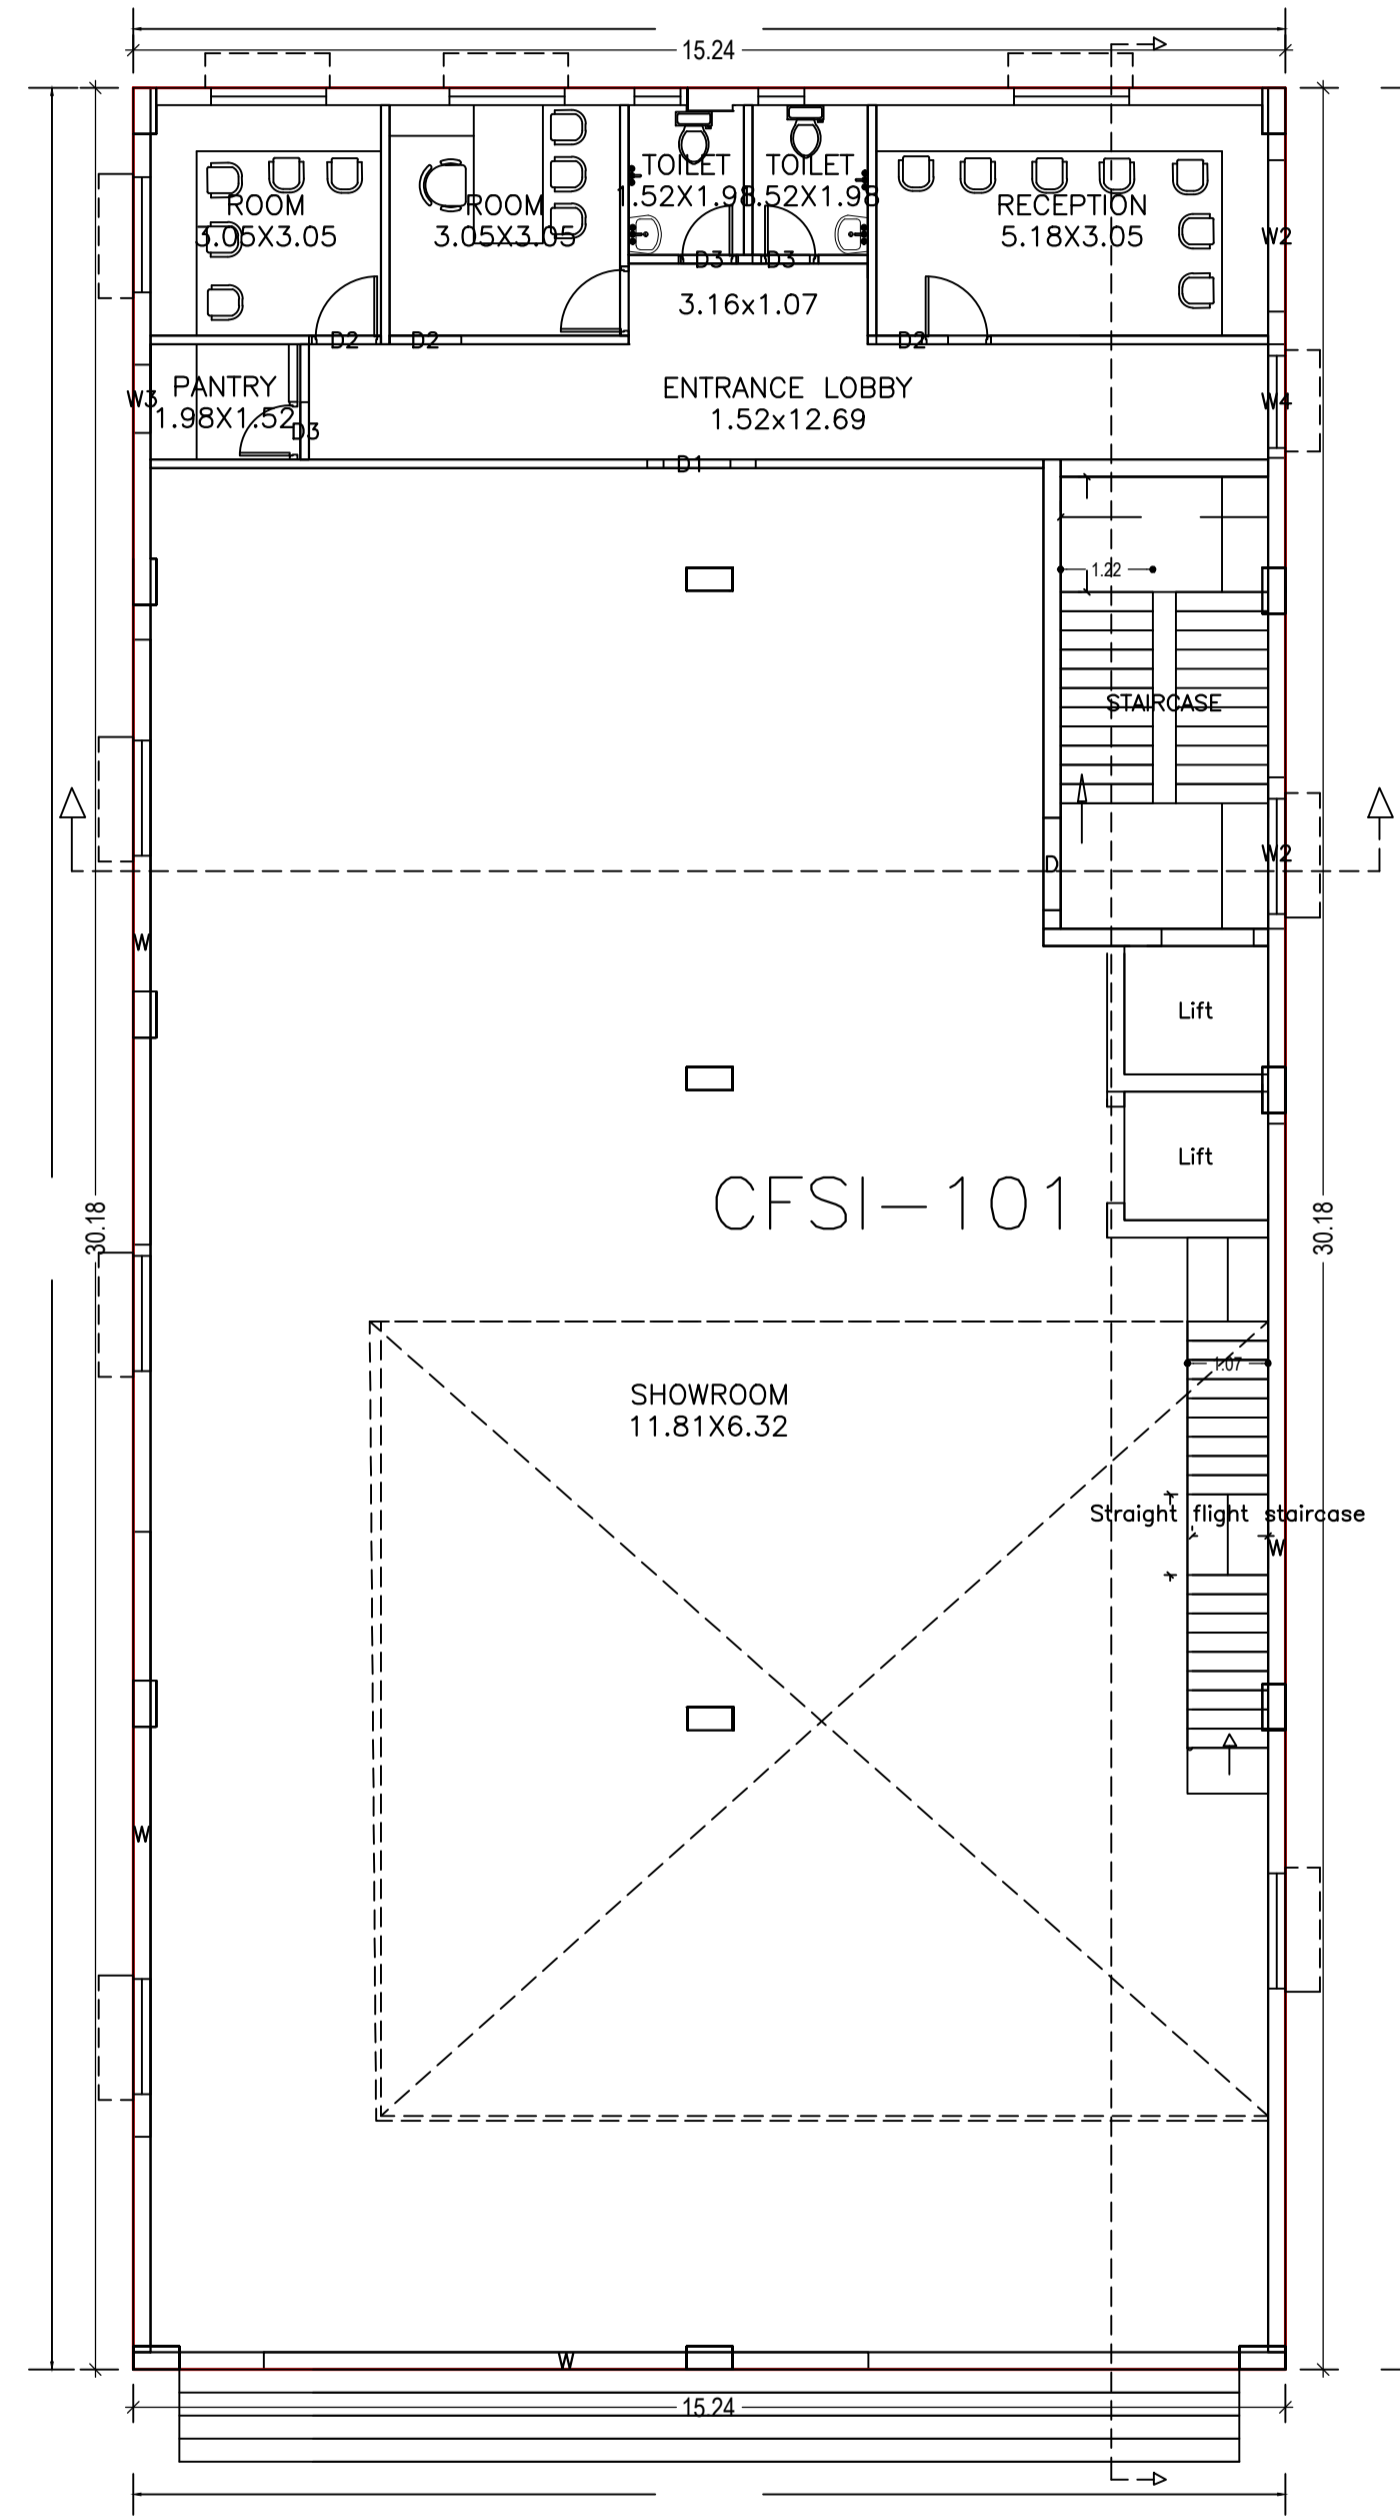 15.24
TOILET
1.52X1.98
TOILET
1.52X1.98
ROOM
3.05X3.05
ROOM
3.05X3.05
RECEPTION
5.18X3.05
W2
D3
D3
3.16x1.07
D2
D2
D2
PANTRY
1.98X1.52
W3
D3
ENTRANCE LOBBY
1.52x12.69
W4
D1
1.22
STAIRCASE
D
W2
W
Lift
Lift
CFSI-101
30.18
30.18
1.07
SHOWROOM
11.81X6.32
Straight flight staircase
W
W
W
15.24